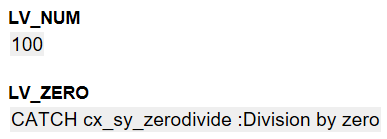 LV_NUM
100
LV_ZERO
CATCH cx_sy_zerodivide :Division by zero